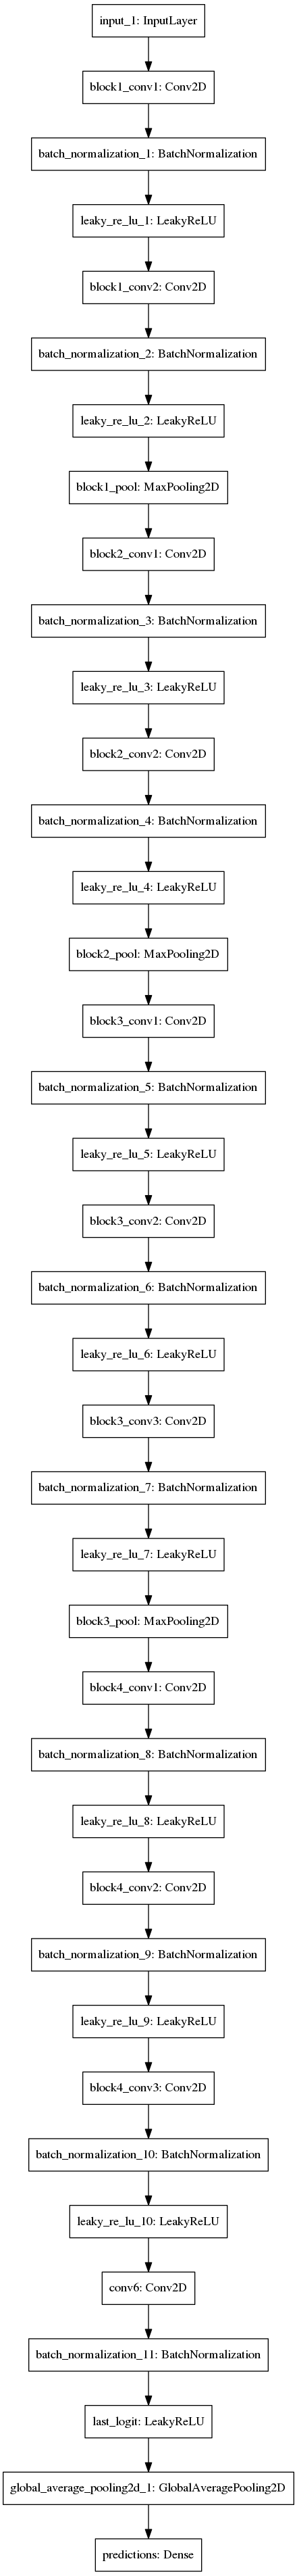 input_1: InputLayer
block1_conv1: Conv2D
batch_normalization_1: BatchNormalization
leaky_re_lu_1: LeakyReLU
block1_conv2: Conv2D
batch_normalization_2: BatchNormalization
leaky_re_lu_2: LeakyReLU
block1_pool: MaxPooling2D
block2_conv1: Conv2D
batch_normalization_3: BatchNormalization
leaky_re_lu_3: LeakyReLU
block2_conv2: Conv2D
batch_normalization_4: BatchNormalization
leaky_re_lu_4: LeakyReLU
block2_pool: MaxPooling2D
block3_conv1: Conv2D
batch_normalization_5: BatchNormalization
leaky_re_lu_5: LeakyReLU
block3_conv2: Conv2D
batch_normalization_6: BatchNormalization
leaky_re_lu_6: LeakyReLU
block3_conv3: Conv2D
batch_normalization_7: BatchNormalization
leaky_re_lu_7: LeakyReLU
block3_pool: MaxPooling2D
block4_conv1: Conv2D
batch_normalization_8: BatchNormalization
leaky_re_lu_8: LeakyReLU
block4_conv2: Conv2D
batch_normalization_9: BatchNormalization
leaky_re_lu_9: LeakyReLU
block4_conv3: Conv2D
batch_normalization_10: BatchNormalization
leaky_re_lu_10: LeakyReLU
conv6: Conv2D
batch_normalization_11: BatchNormalization
last_logit: LeakyReLU
global_average_pooling2d_1: GlobalAveragePooling2D
predictions: Dense